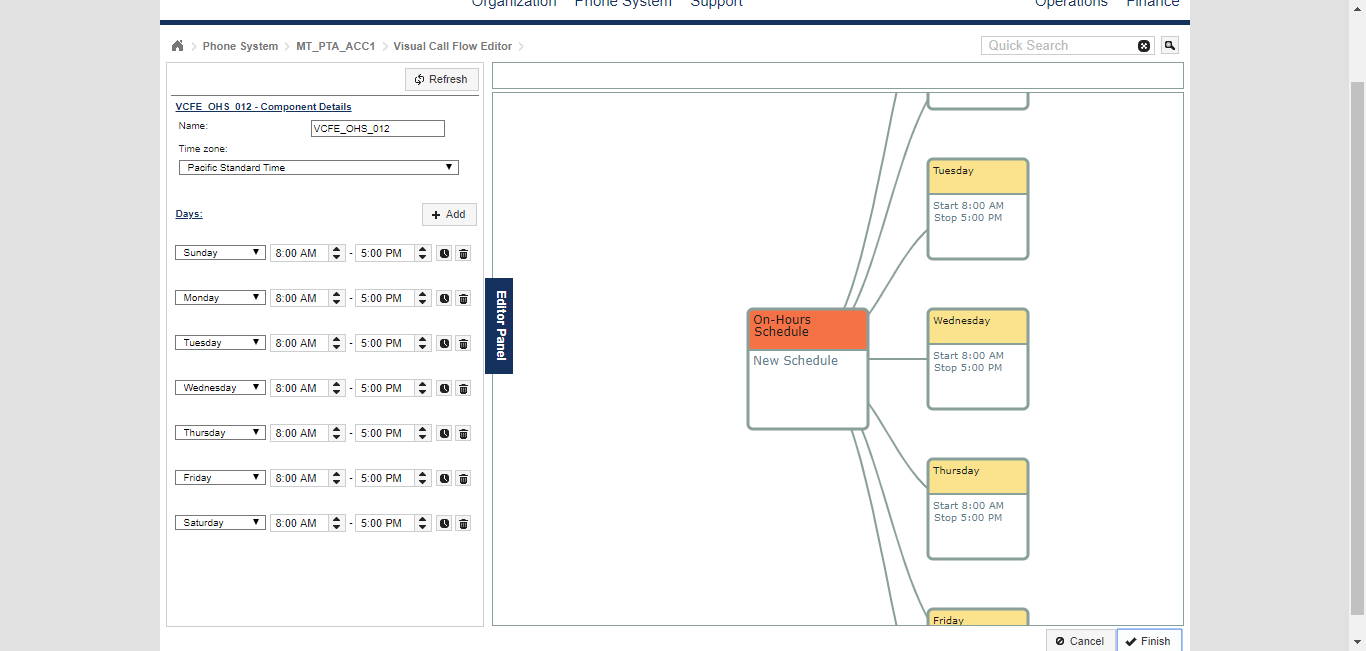 Organization Phone System Support Operations Finance
Phone System MT_PTA_ACC1 Visual Call Flow Editor
Quick Search
Refresh
VCFE_OHS_012 - Component Details
Name:
VCFE_OHS_012
Time zone:
Pacific Standard Time
Days:
Add
Sunday 8:00 AM - 5:00 PM
Monday 8:00 AM - 5:00 PM
Tuesday 8:00 AM - 5:00 PM
Wednesday 8:00 AM - 5:00 PM
Thursday 8:00 AM - 5:00 PM
Friday 8:00 AM - 5:00 PM
Saturday 8:00 AM - 5:00 PM
Editor Panel
On-Hours
Schedule
New Schedule
Tuesday
Start 8:00 AM
Stop 5:00 PM
Wednesday
Start 8:00 AM
Stop 5:00 PM
Thursday
Start 8:00 AM
Stop 5:00 PM
Friday
Cancel
Finish